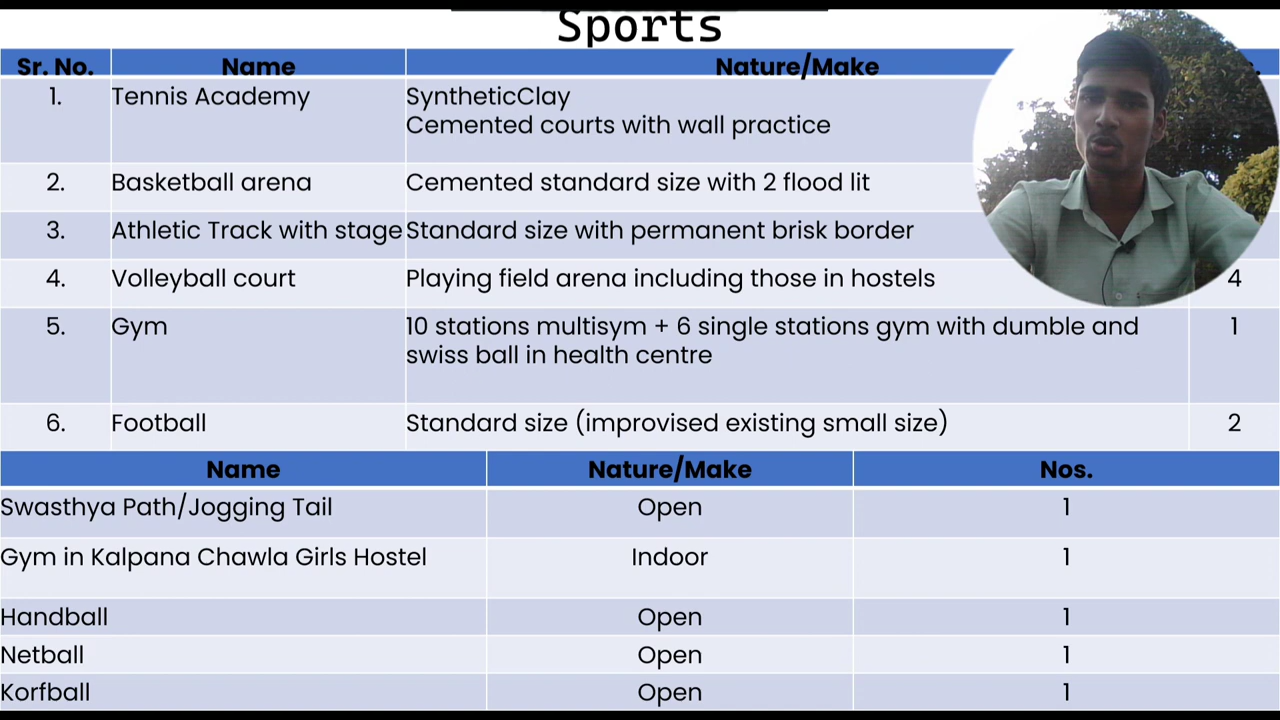 Sports
Sr. No. Name Nature/Make
1. Tennis Academy SyntheticClay
Cemented courts with wall practice
2. Basketball arena Cemented standard size with 2 flood lit
3. Athletic Track with stage Standard size with permanent brisk border
4. Volleyball court Playing field arena including those in hostels 4
5. Gym 10 stations multisym + 6 single stations gym with dumble and 1
swiss ball in health centre
6. Football Standard size (improvised existing small size) 2
Name Nature/Make Nos.
Swasthya Path/Jogging Tail Open 1
Gym in Kalpana Chawla Girls Hostel Indoor 1
Handball Open 1
Netball Open 1
Korfball Open 1